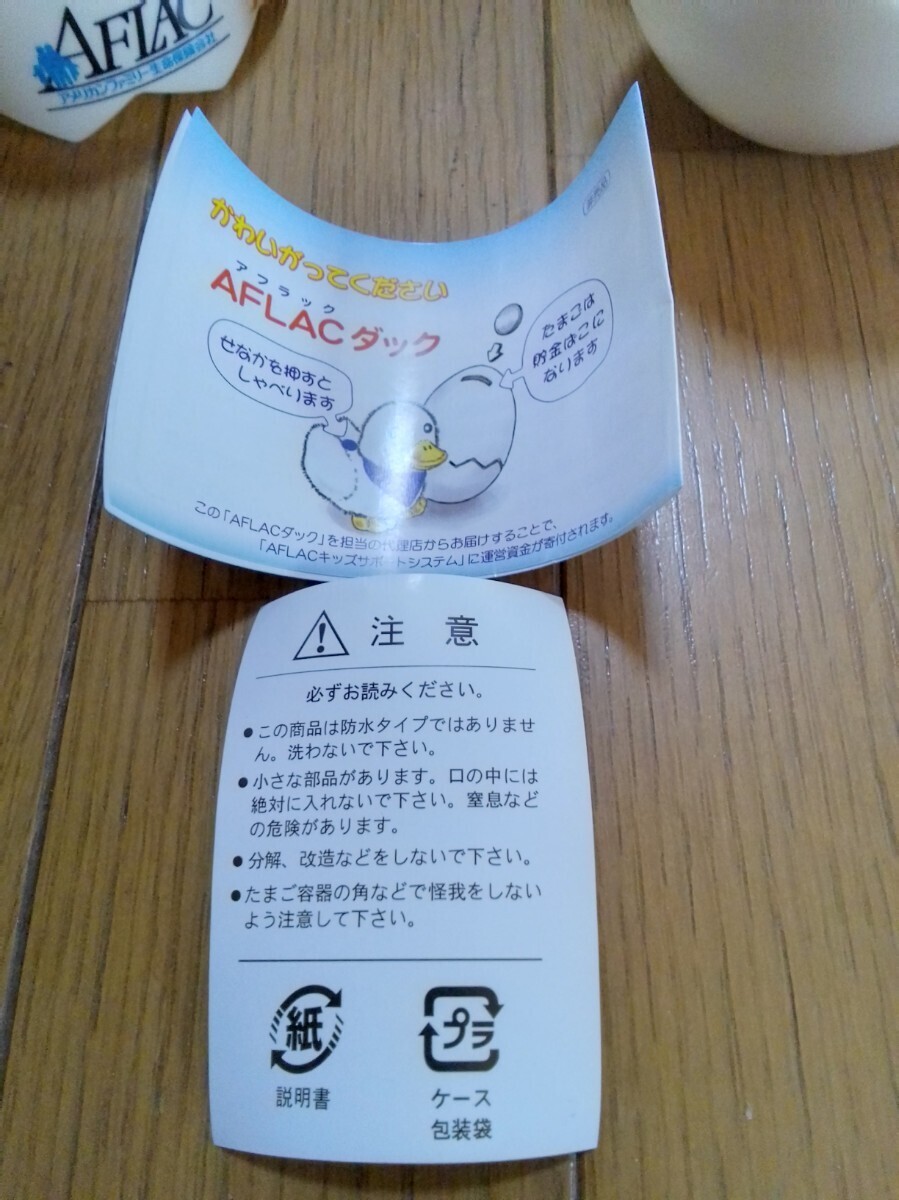 AFLAC
アメリカンファミリー生命保険会社
非売品
かわいがってください
アフラック
AFLACダック
せなかを押すと
しゃべります
たまごは
貯金ばこに
なります
この「AFLACダック」を担当の代理店からお届けすることで、
「AFLACキッズサポートシステム」に運営資金が寄付されます。
注 意
必ずお読みください。
●この商品は防水タイプではありませ
ん。洗わないで下さい。
●小さな部品があります。口の中には
絶対に入れないで下さい。窒息など
の危険があります。
●分解、改造などをしないで下さい。
●たまご容器の角などで怪我をしない
よう注意して下さい。
紙
説明書
プラ
ケース
包装袋